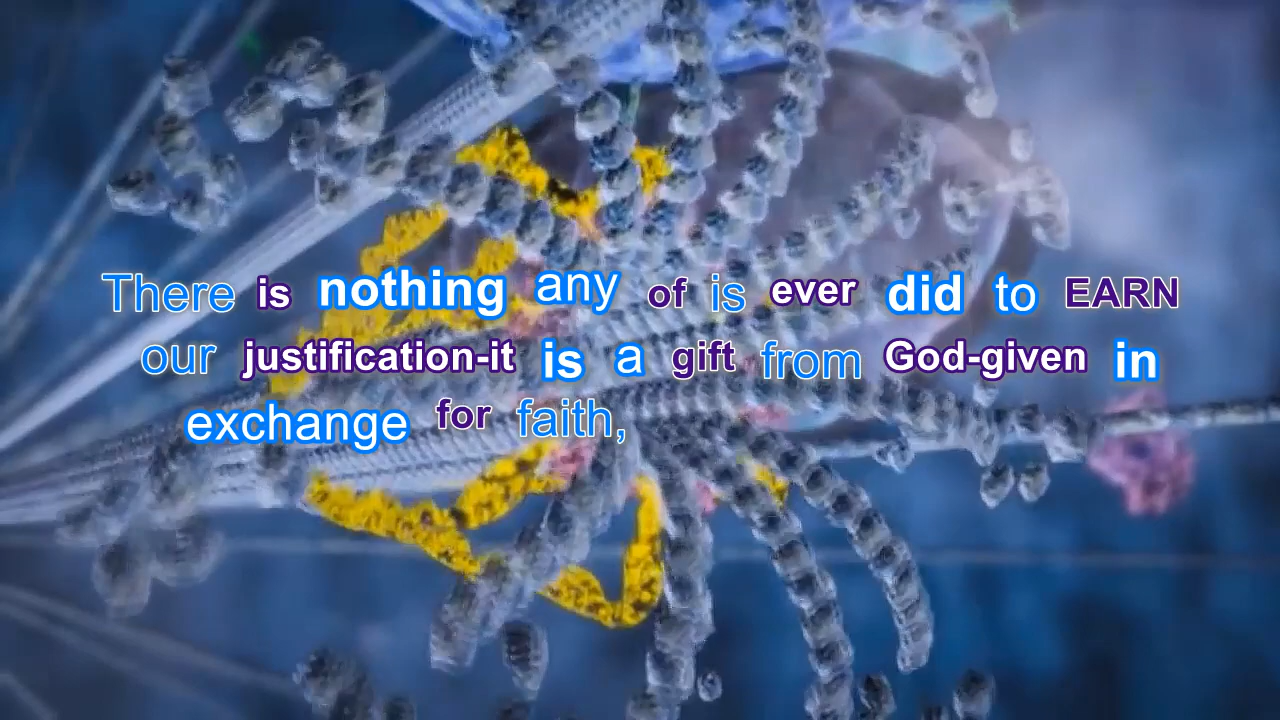 There is nothing any of is ever did to EARN
our justification-it is a gift from God-given in
exchange for faith,